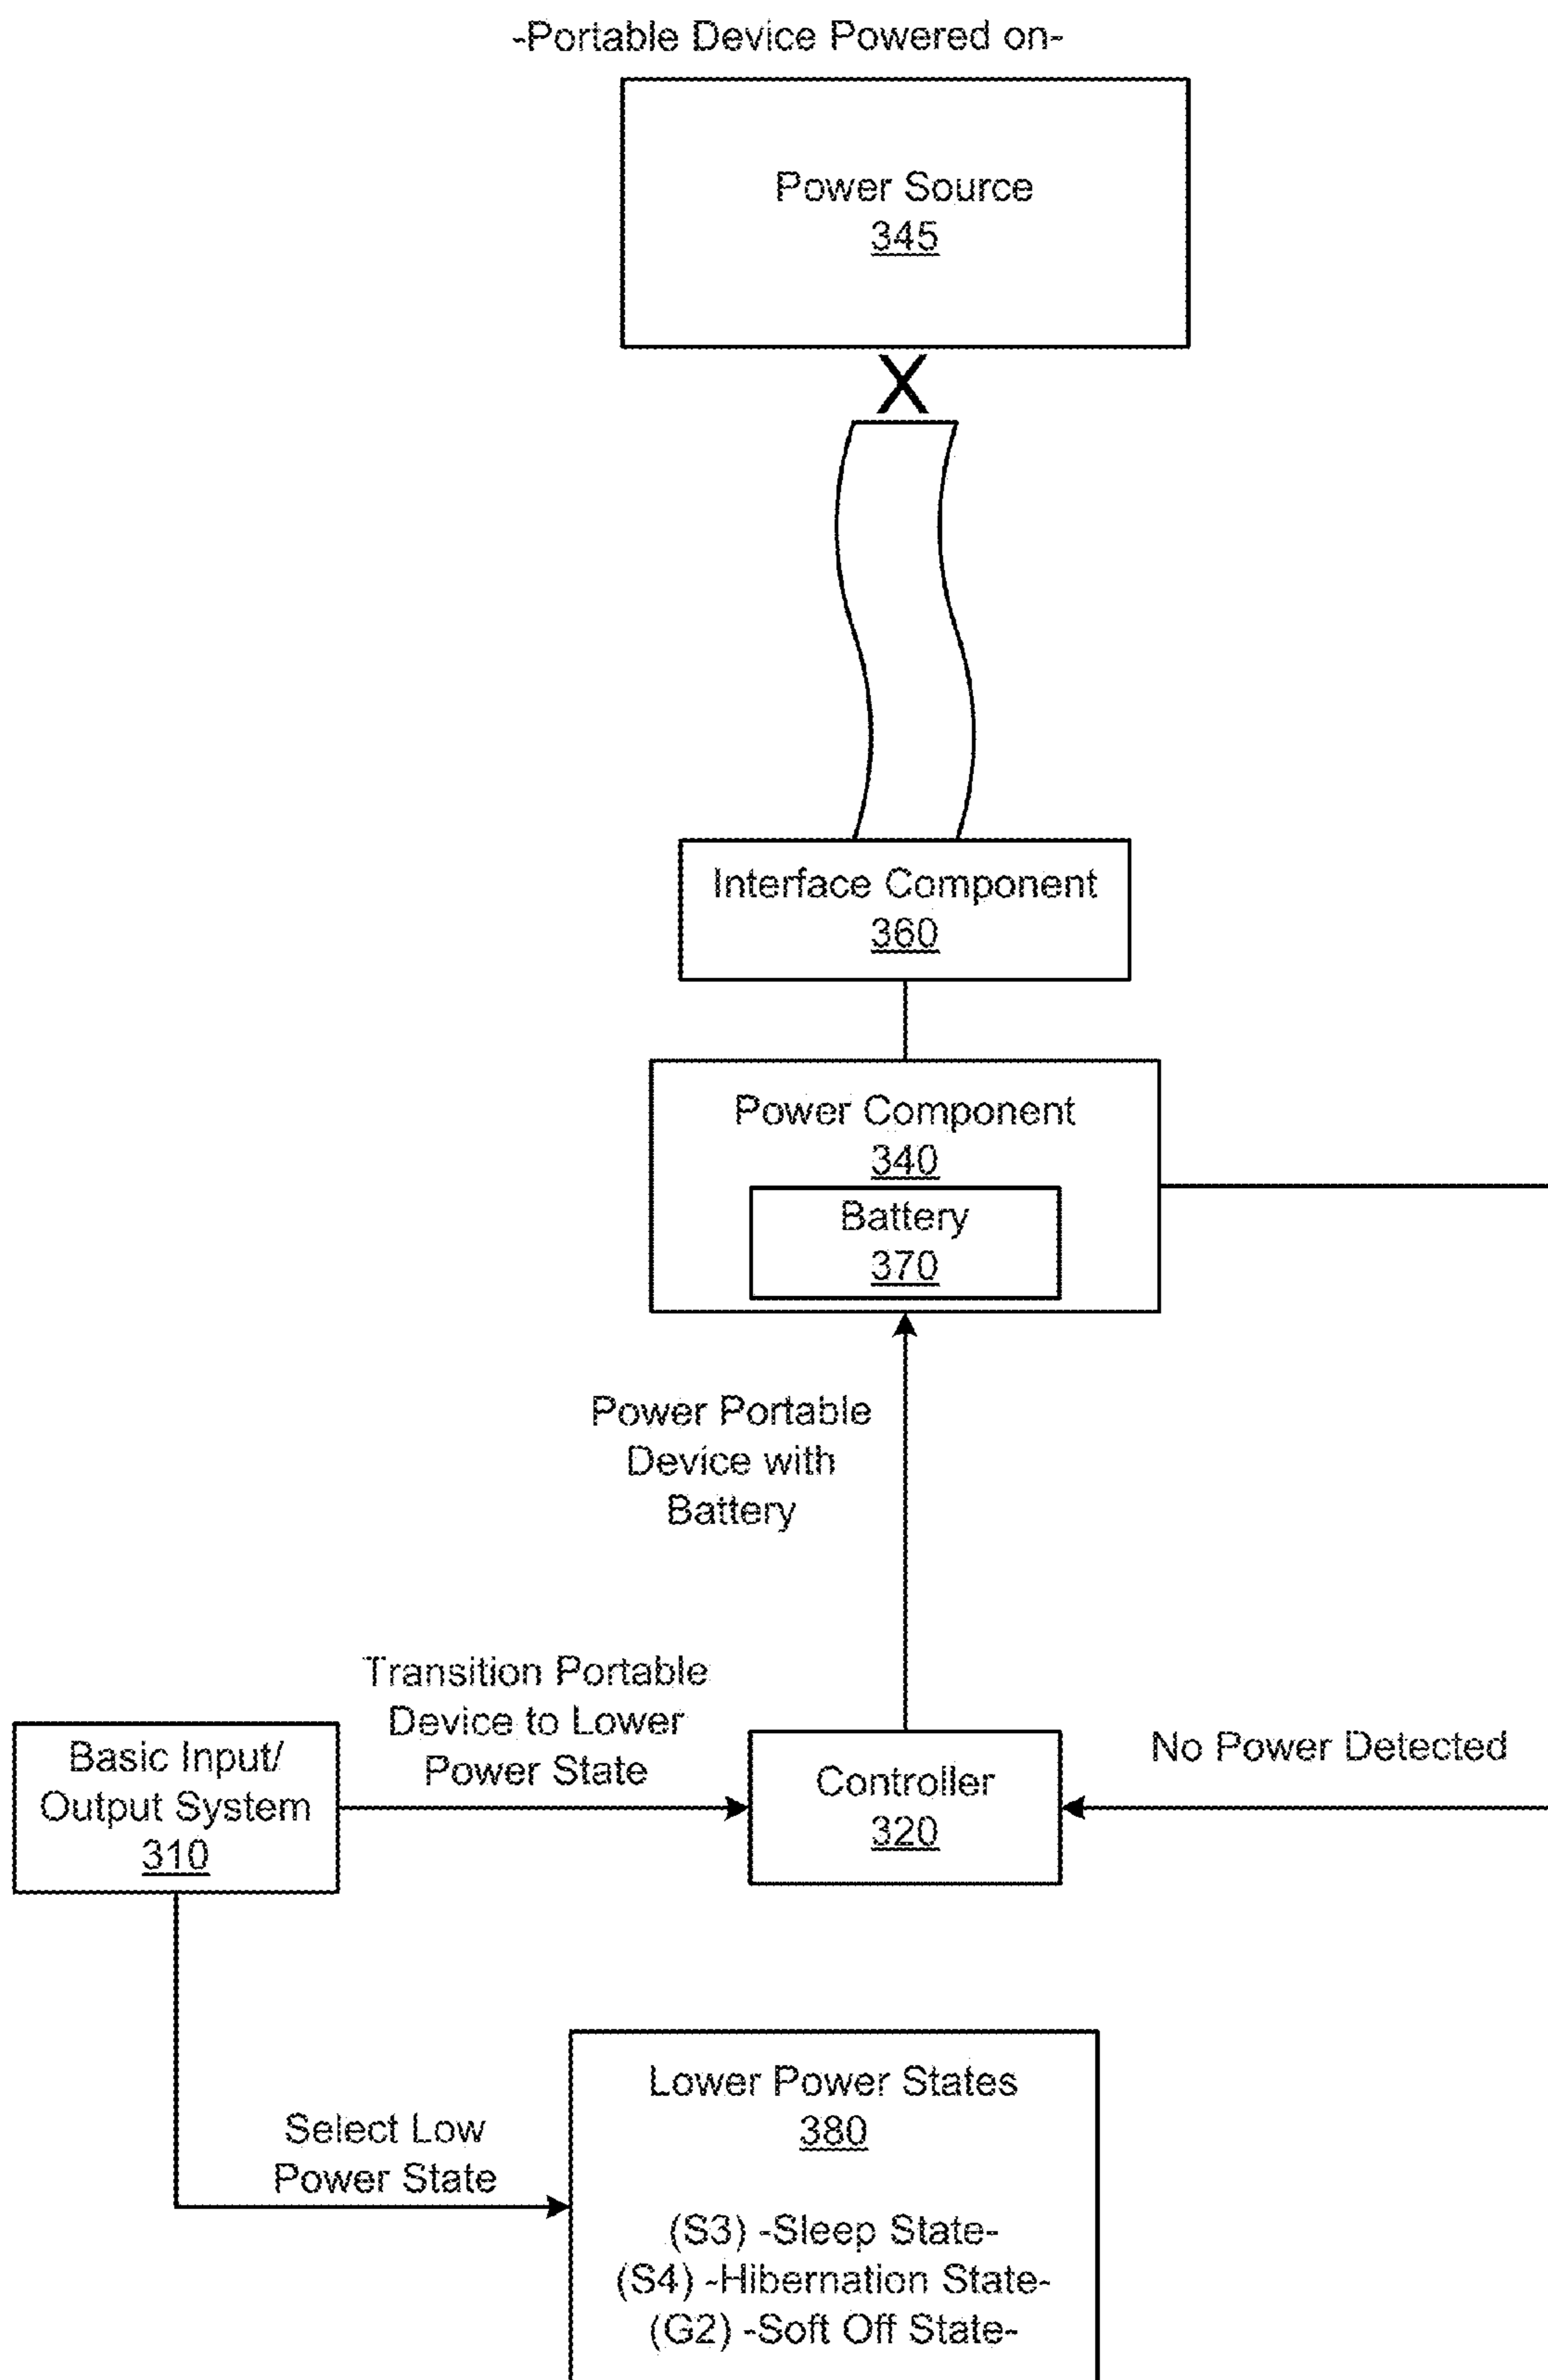 -Portable Device Powered on-
Power Source
345
X
Interface Component
360
Power Component
340
Battery
370
Power Portable
Device with
Battery
Transition Portable
Device to Lower
Power State
Basic Input/
Output System
310
Controller
320
No Power Detected
Lower Power States
380
Select Low
Power State
(S3) -Sleep State-
(S4) -Hibernation State-
(G2) -Soft Off State-